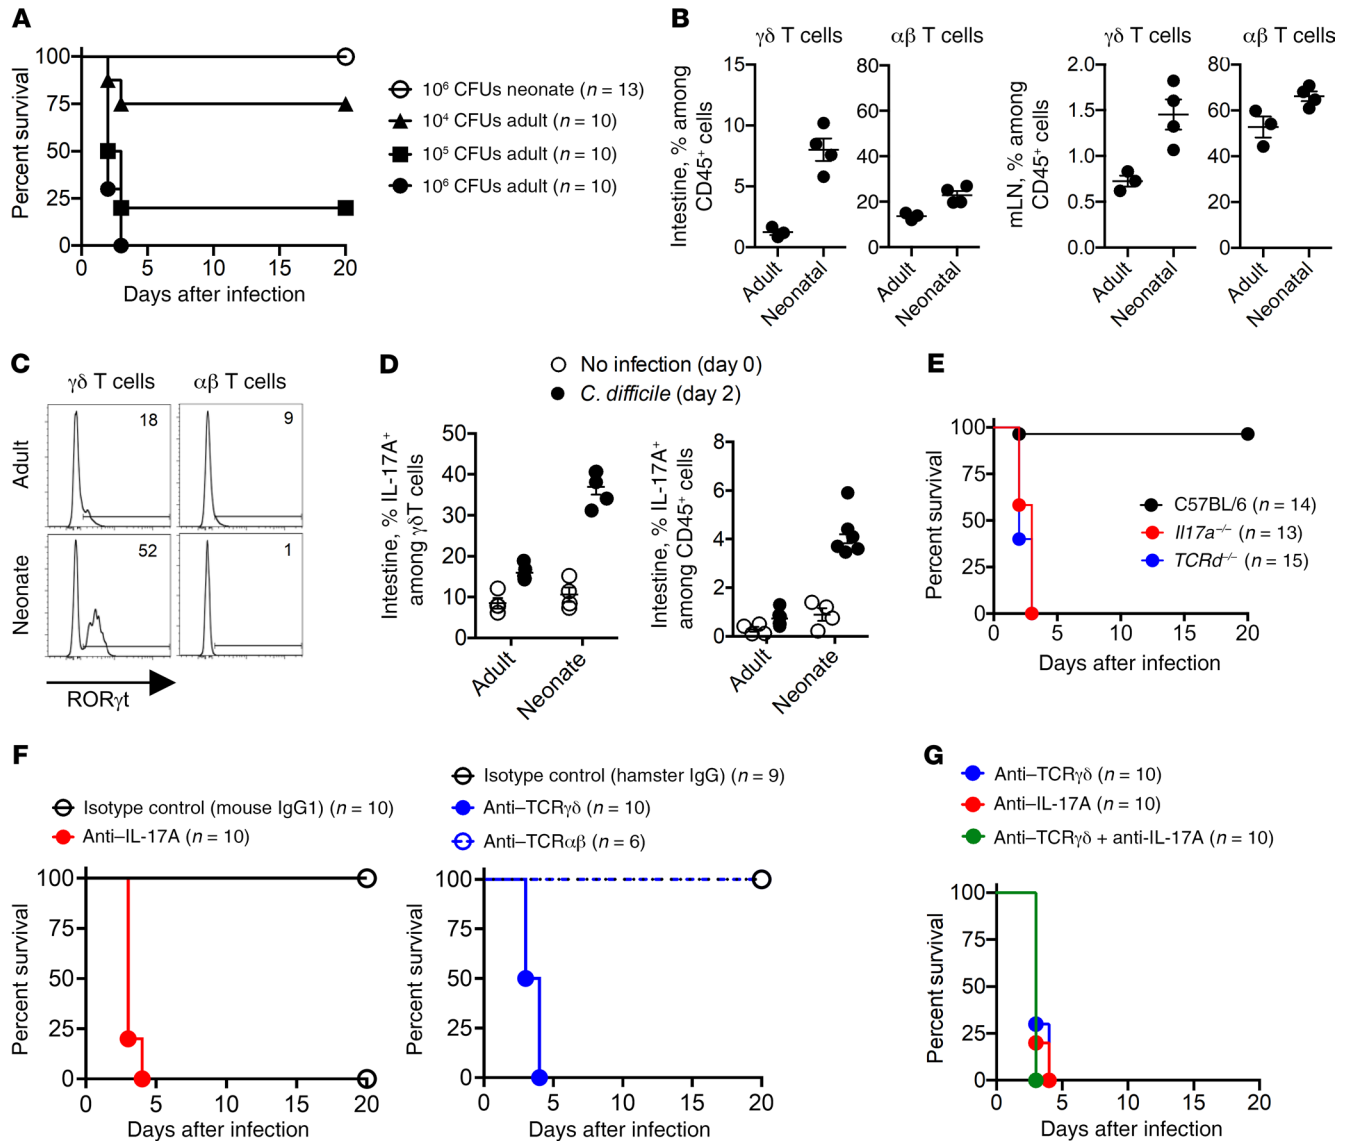 A
Percent survival
100
75
50
25
0
0 5 10 15 20
Days after infection
10⁶ CFUs neonate (n = 13)
10⁴ CFUs adult (n = 10)
10⁵ CFUs adult (n = 10)
10⁶ CFUs adult (n = 10)
B
γδ T cells
αβ T cells
Intestine, % among
CD45⁺ cells
15
10
5
0
80
60
40
20
0
Adult
Neonatal
Adult
Neonatal
γδ T cells
αβ T cells
mLN, % among
CD45⁺ cells
2.0
1.5
1.0
0.5
0.0
80
60
40
20
0
Adult
Neonatal
Adult
Neonatal
C
γδ T cells
αβ T cells
Adult
18
9
Neonate
52
1
RORγt
D
No infection (day 0)
C. difficile (day 2)
Intestine, % IL-17A⁺
among γδT cells
50
40
30
20
10
0
Adult
Neonate
Intestine, % IL-17A⁺
among CD45⁺ cells
8
6
4
2
0
Adult
Neonate
E
Percent survival
100
75
50
25
0
0 5 10 15 20
Days after infection
C57BL/6 (n = 14)
Il17a⁻/⁻ (n = 13)
TCRd⁻/⁻ (n = 15)
F
Isotype control (mouse IgG1) (n = 10)
Anti–IL-17A (n = 10)
Percent survival
100
75
50
25
0
0 5 10 15 20
Days after infection
Isotype control (hamster IgG) (n = 9)
Anti–TCRγδ (n = 10)
Anti–TCRαβ (n = 6)
Percent survival
100
75
50
25
0
0 5 10 15 20
Days after infection
G
Anti–TCRγδ (n = 10)
Anti–IL-17A (n = 10)
Anti–TCRγδ + anti-IL-17A (n = 10)
Percent survival
100
75
50
25
0
0 5 10 15 20
Days after infection